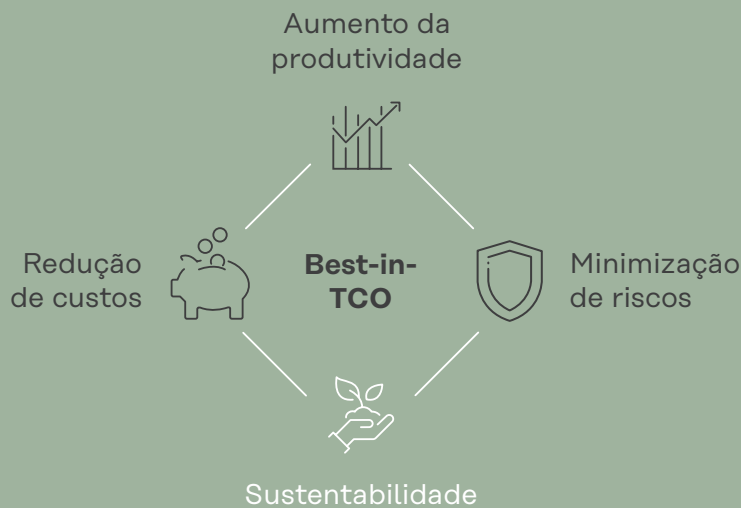 Aumento da
produtividade
Redução
de custos
Best-in-
TCO
Minimização
de riscos
Sustentabilidade